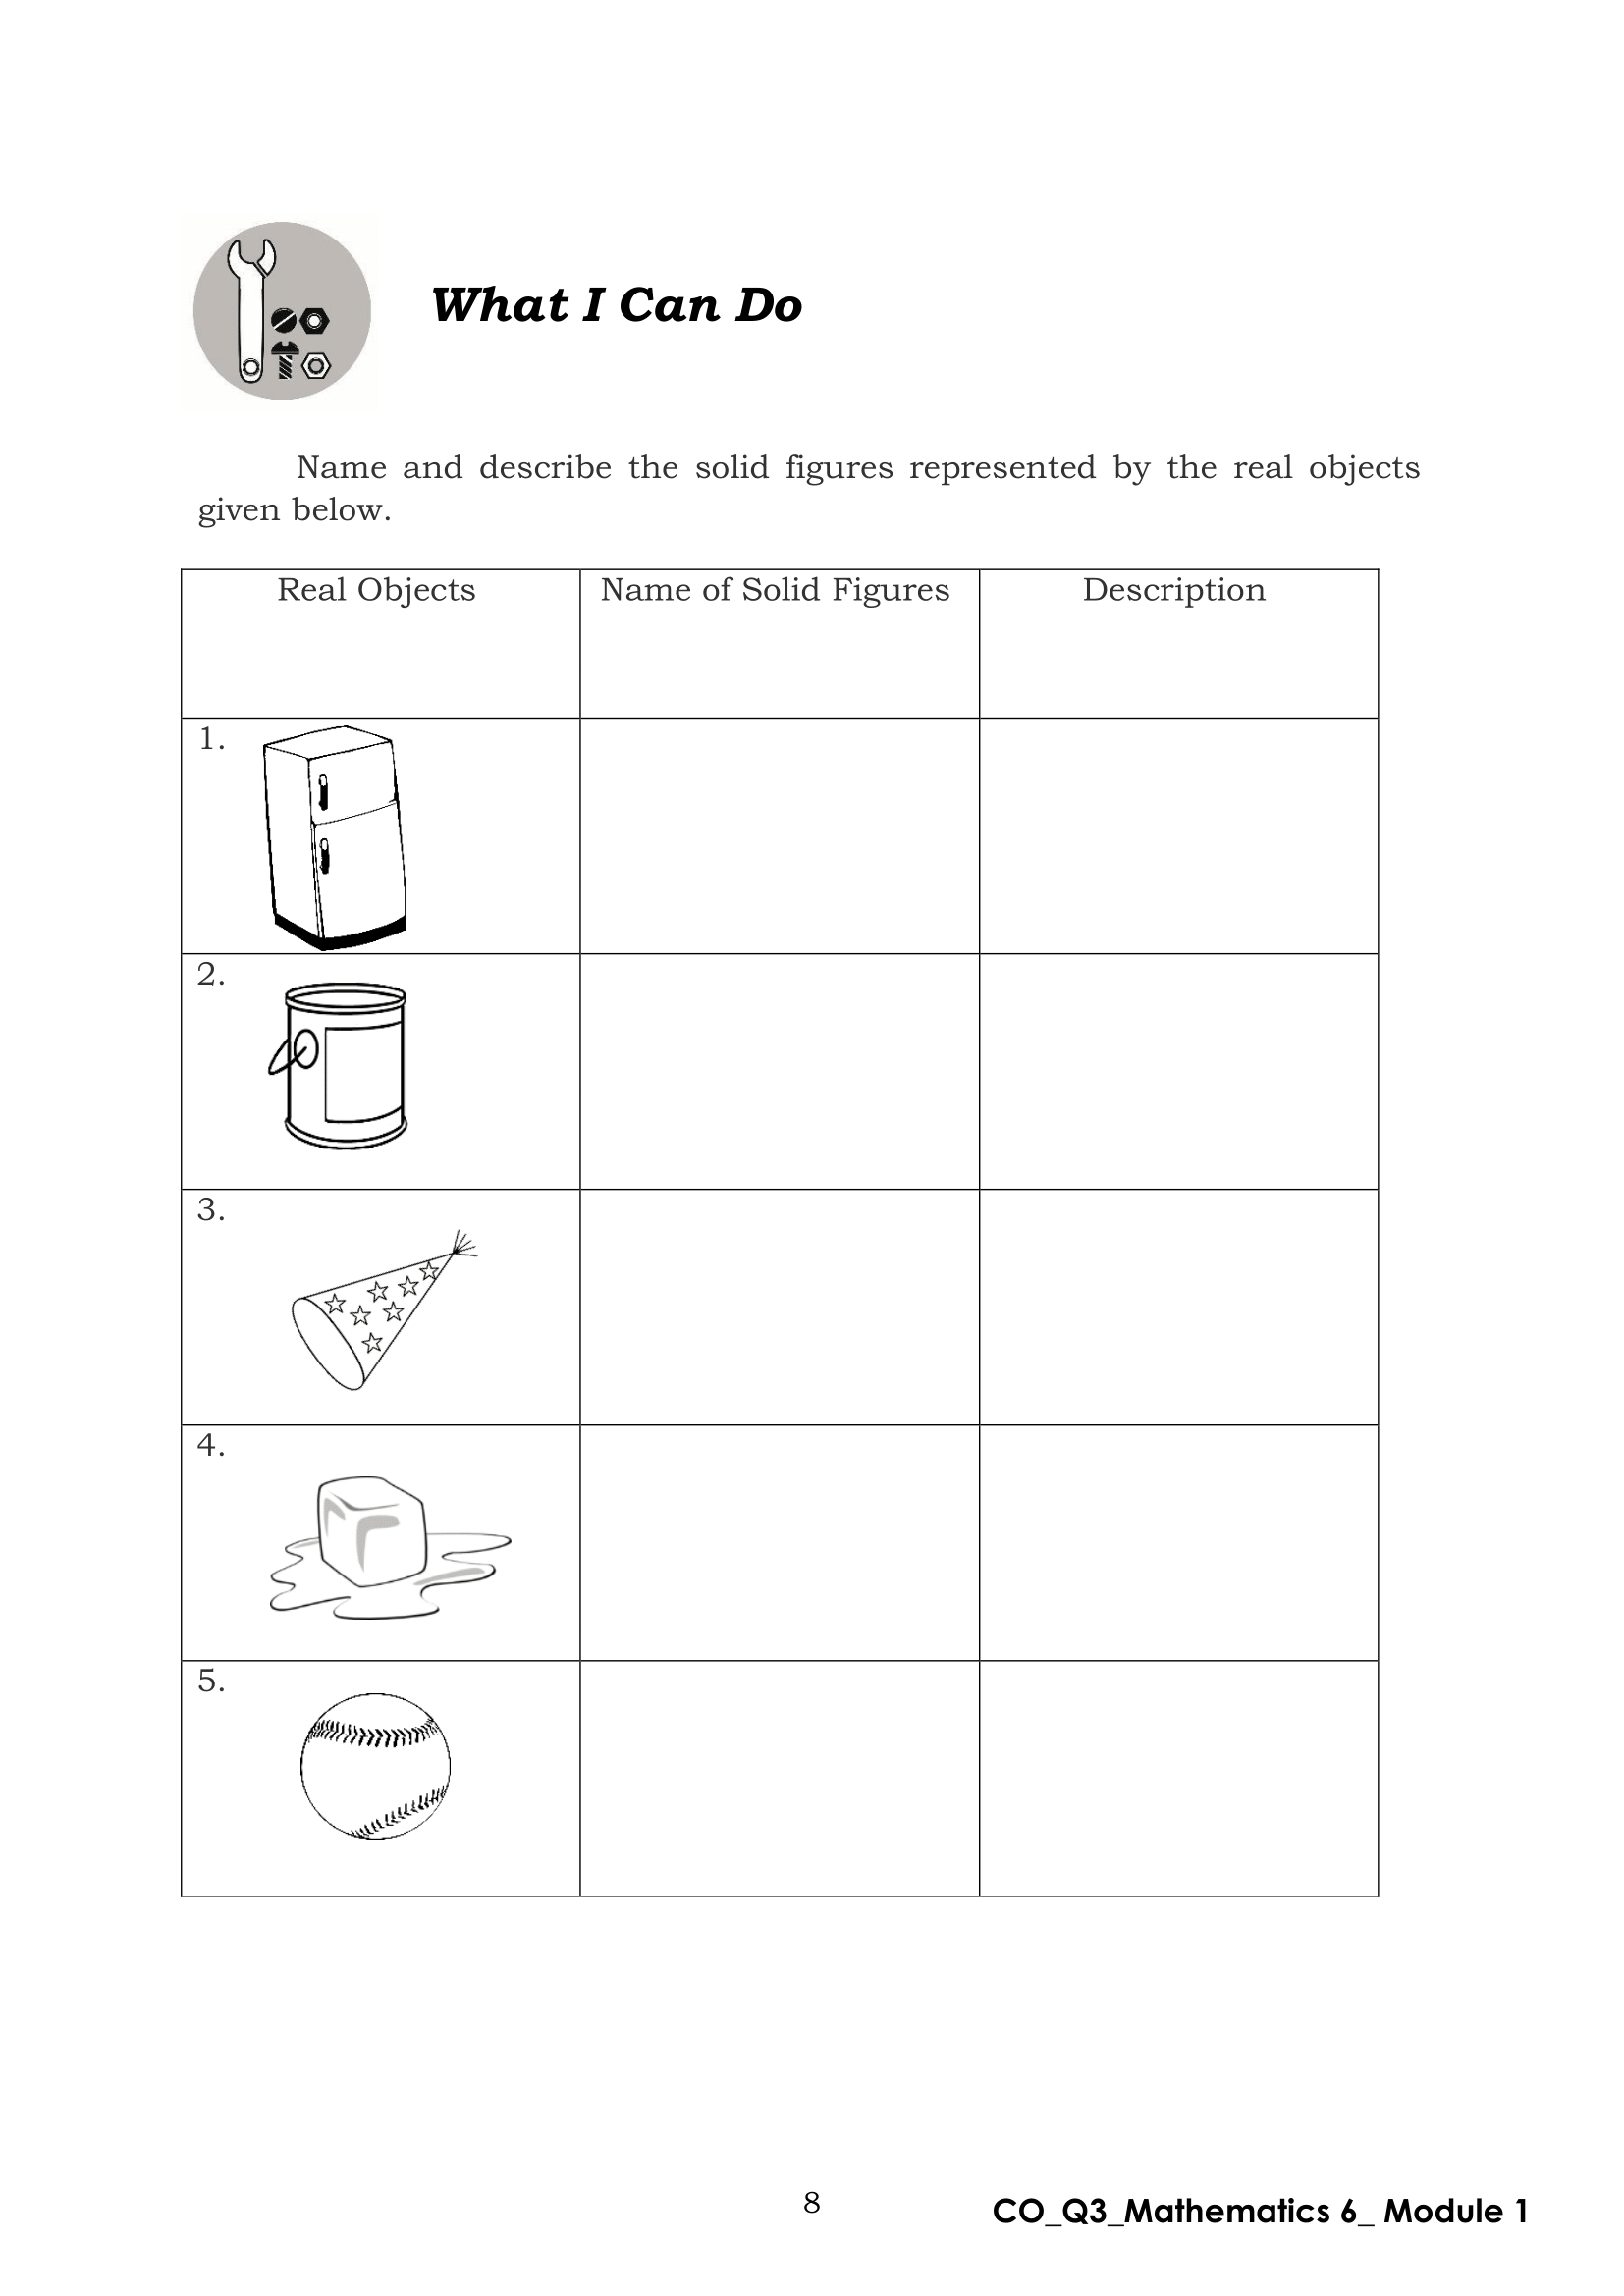 What I Can Do
Name and describe the solid figures represented by the real objects
given below.
Real Objects
Name of Solid Figures
Description
1.
2.
3.
4.
5.
8
CO_Q3_Mathematics 6_ Module 1